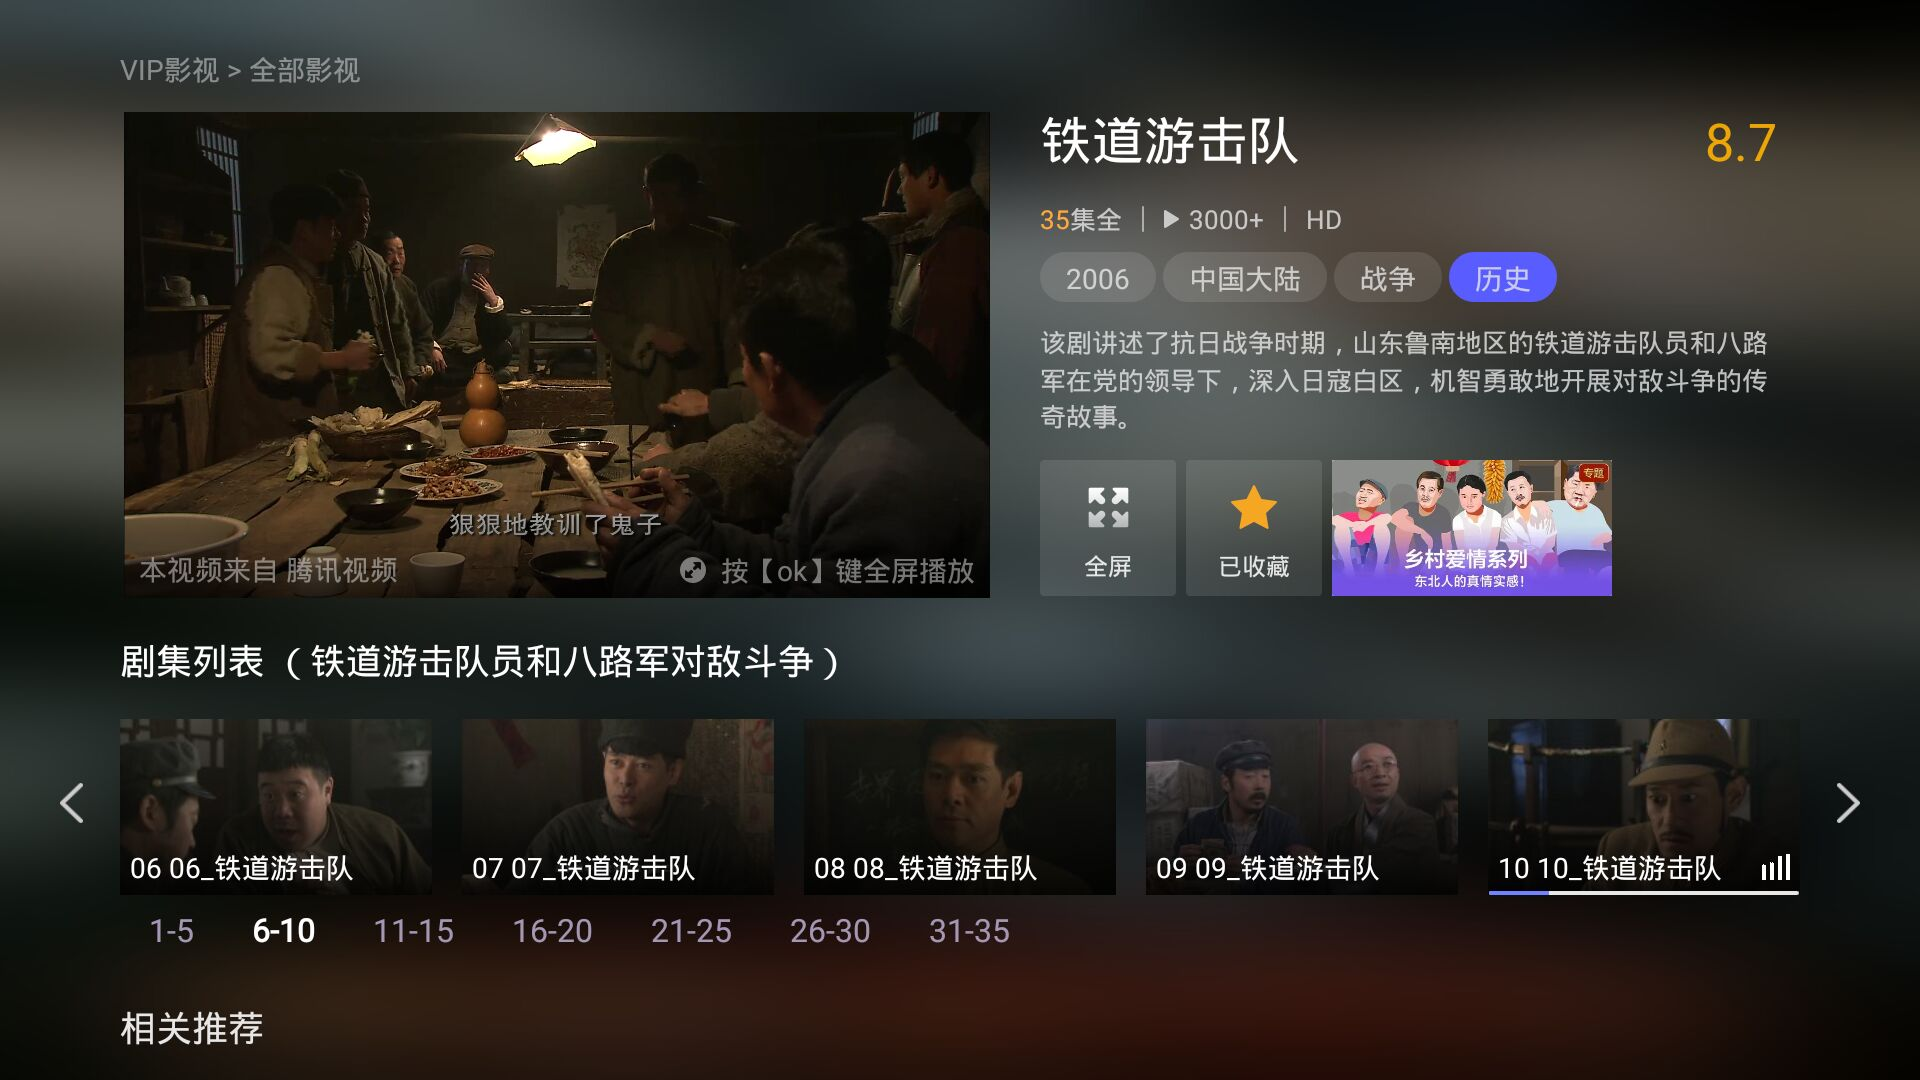 VIP影视 > 全部影视
铁道游击队
8.7
35集全 | 3000+ | HD
2006 中国大陆 战争 历史
该剧讲述了抗日战争时期，山东鲁南地区的铁道游击队员和八路
军在党的领导下，深入日寇白区，机智勇敢地开展对敌斗争的传
奇故事。
狠狠地教训了鬼子
本视频来自 腾讯视频
按【ok】键全屏播放
全屏
已收藏
专题
乡村爱情系列
东北人的真情实感！
剧集列表 （铁道游击队员和八路军对敌斗争）
06 06_铁道游击队
07 07_铁道游击队
08 08_铁道游击队
09 09_铁道游击队
10 10_铁道游击队
1-5 6-10 11-15 16-20 21-25 26-30 31-35
相关推荐